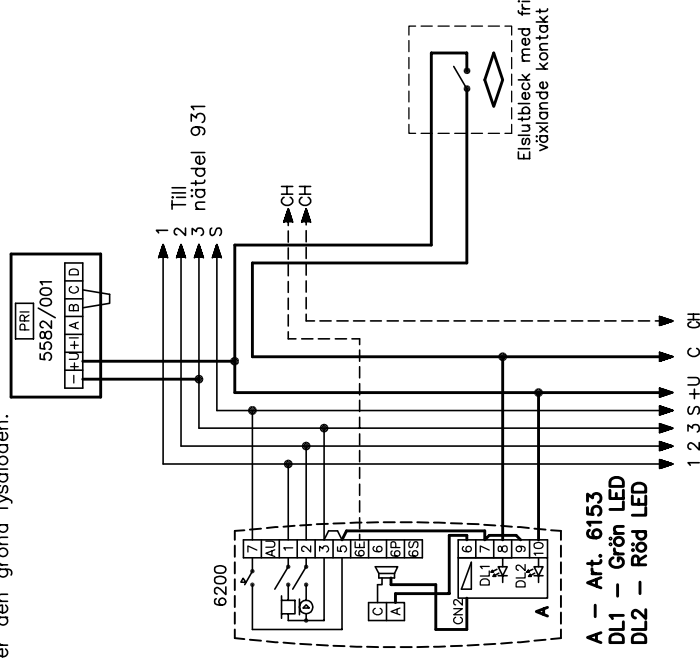 er den gröna lysdioden.
PRI
5582/001
- +U +I A B C D
1
2
3
S
Till
nätdel 931
CH
CH
Elslutbleck med fri
växlande kontakt
6200
7
AU
1
2
3
5
6E
6
6P
6S
C
A
CN2
6
7
8
9
10
DL1
DL2
A
1 2 3 S +U C CH
A – Art. 6153
DL1 – Grön LED
DL2 – Röd LED